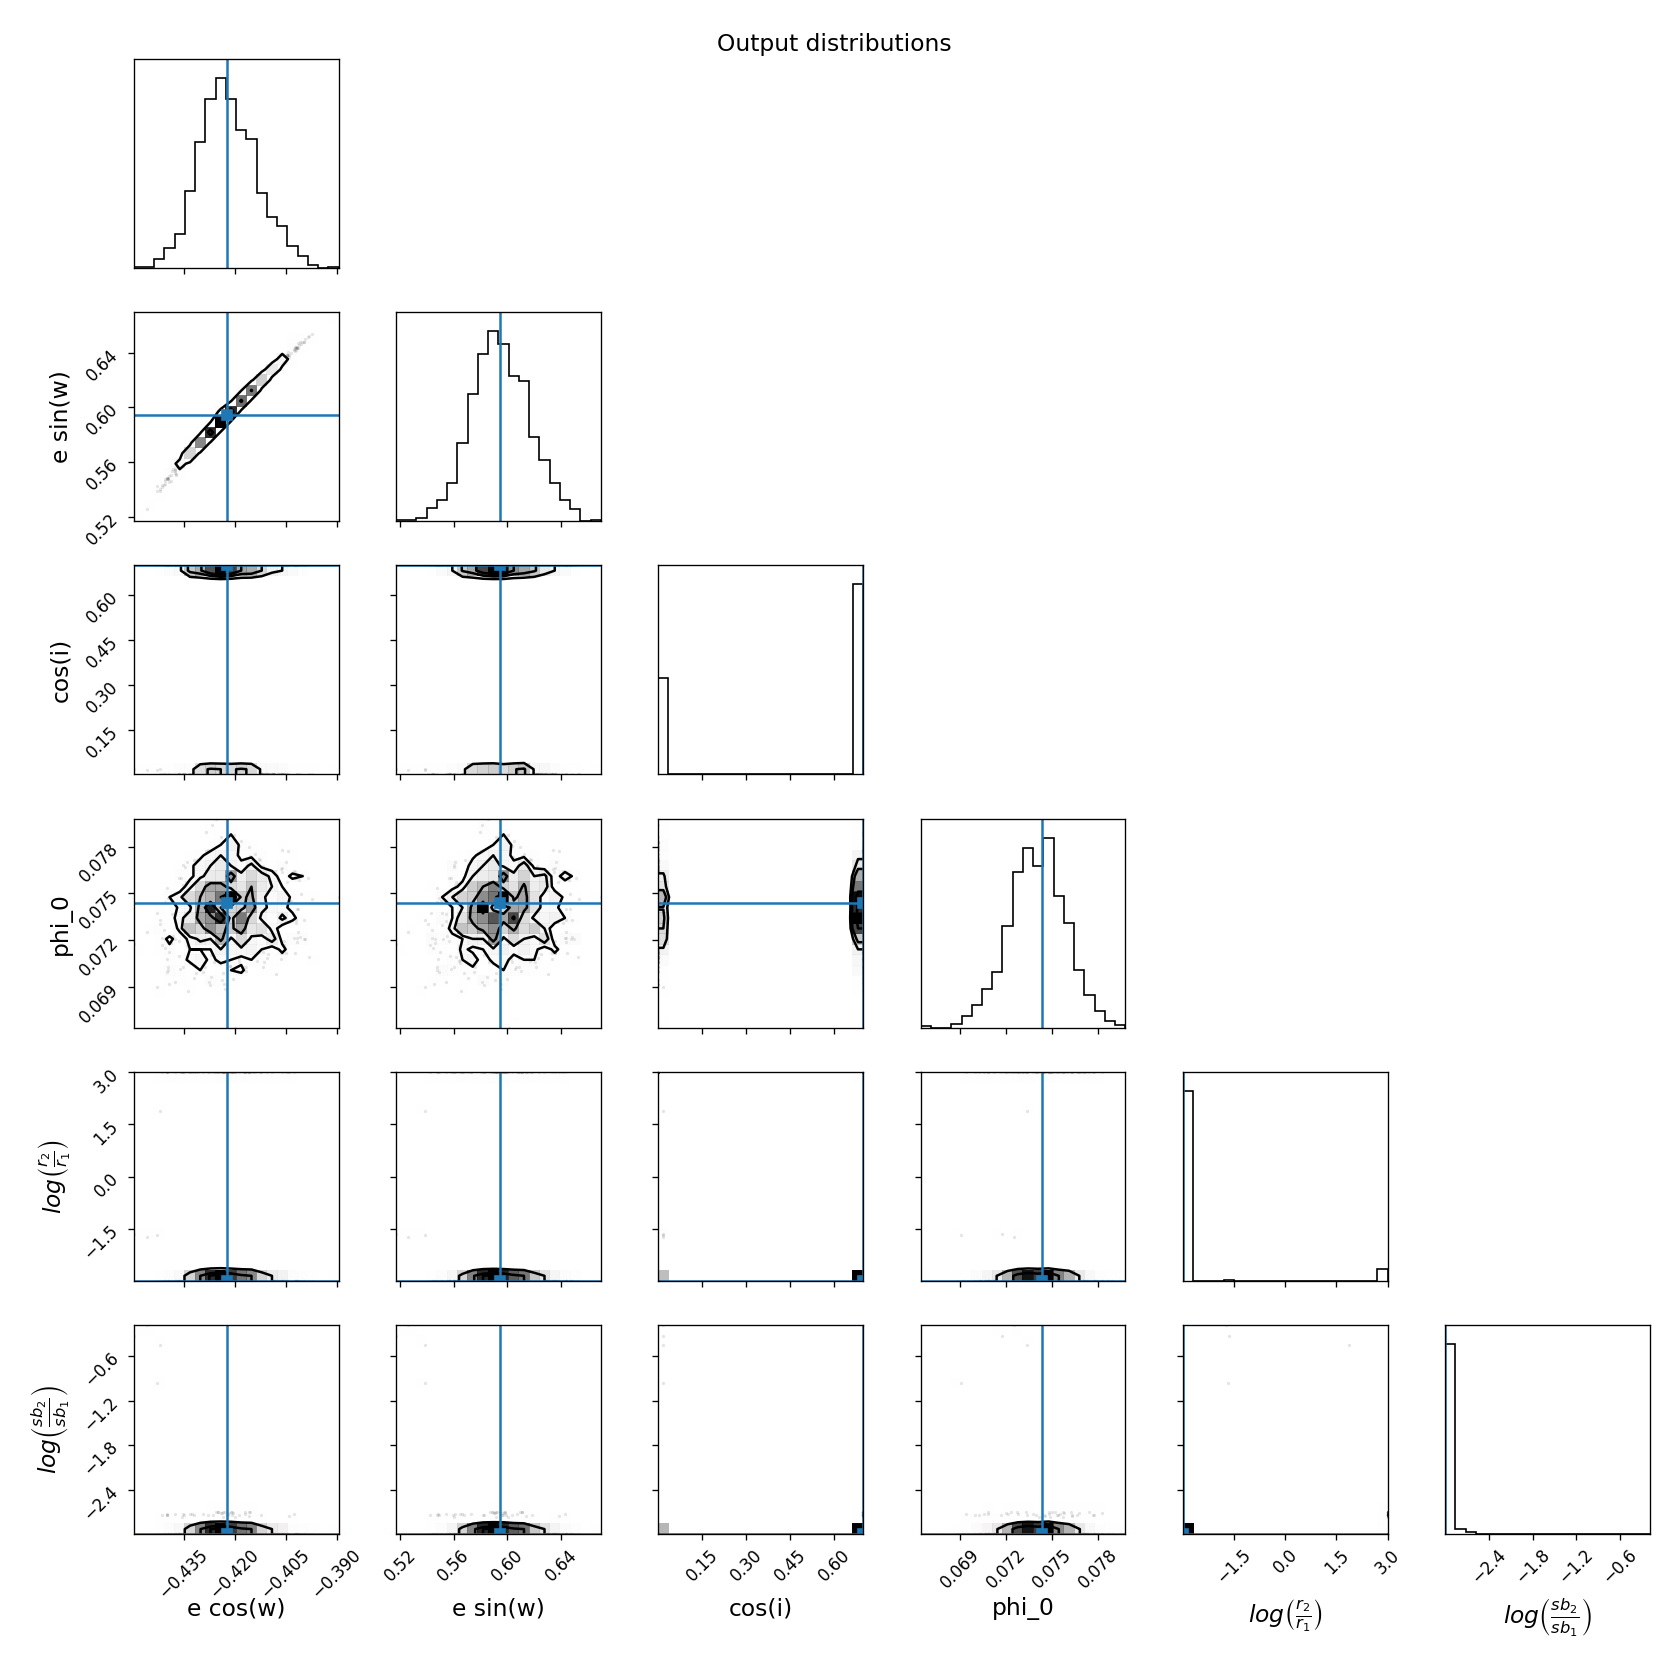 Output distributions
e sin(w)
0.64
0.60
0.56
0.52
cos(i)
0.60
0.45
0.30
0.15
phi_0
0.078
0.075
0.072
0.069
log(r₂/r₁)
3.0
1.5
0.0
−1.5
log(sb₂/sb₁)
−0.6
−1.2
−1.8
−2.4
−0.435 −0.420 −0.405 −0.390
0.52 0.56 0.60 0.64
0.15 0.30 0.45 0.60
0.069 0.072 0.075 0.078
−1.5 0.0 1.5 3.0
−2.4 −1.8 −1.2 −0.6
e cos(w)
e sin(w)
cos(i)
phi_0
log(r₂/r₁)
log(sb₂/sb₁)